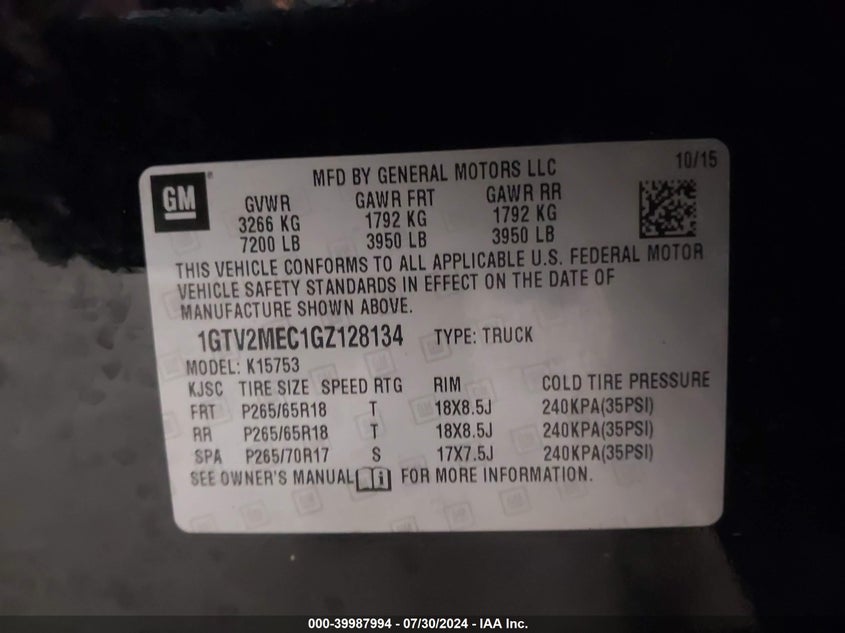 GM
MFD BY GENERAL MOTORS LLC
10/15
GVWR GAWR FRT GAWR RR
3266 KG 1792 KG 1792 KG
7200 LB 3950 LB 3950 LB
THIS VEHICLE CONFORMS TO ALL APPLICABLE U.S. FEDERAL MOTOR
VEHICLE SAFETY STANDARDS IN EFFECT ON THE DATE OF
MANUFACTURE SHOWN ABOVE.
1GTV2MEC1GZ128134 TYPE: TRUCK
MODEL: K15753
KJSC TIRE SIZE SPEED RTG RIM COLD TIRE PRESSURE
FRT P265/65R18 T 18X8.5J 240KPA(35PSI)
RR P265/65R18 T 18X8.5J 240KPA(35PSI)
SPA P265/70R17 S 17X7.5J 240KPA(35PSI)
SEE OWNER'S MANUAL i FOR MORE INFORMATION.
000-39987994 - 07/30/2024 - IAA Inc.